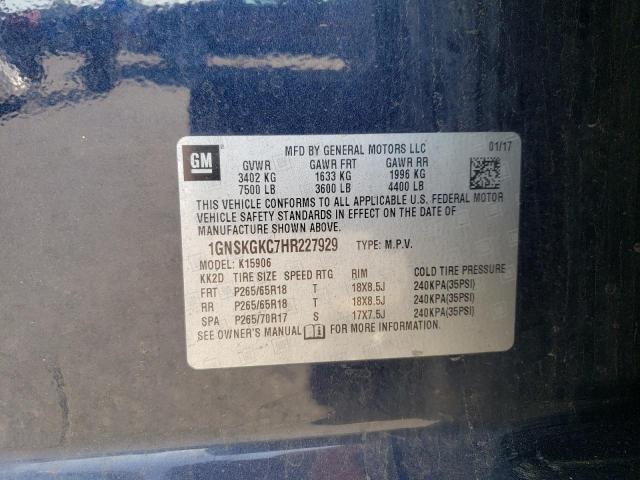 GM
MFD BY GENERAL MOTORS LLC 01/17
GVWR GAWR FRT GAWR RR
3402 KG 1633 KG 1996 KG
7500 LB 3600 LB 4400 LB
THIS VEHICLE CONFORMS TO ALL APPLICABLE U.S. FEDERAL MOTOR
VEHICLE SAFETY STANDARDS IN EFFECT ON THE DATE OF
MANUFACTURE SHOWN ABOVE.
1GNSKGKC7HR227929 TYPE: M.P.V.
MODEL: K15906
KK2D TIRE SIZE SPEED RTG RIM COLD TIRE PRESSURE
FRT P265/65R18 T 18X8.5J 240KPA(35PSI)
RR P265/65R18 T 18X8.5J 240KPA(35PSI)
SPA P265/70R17 S 17X7.5J 240KPA(35PSI)
SEE OWNER'S MANUAL FOR MORE INFORMATION.